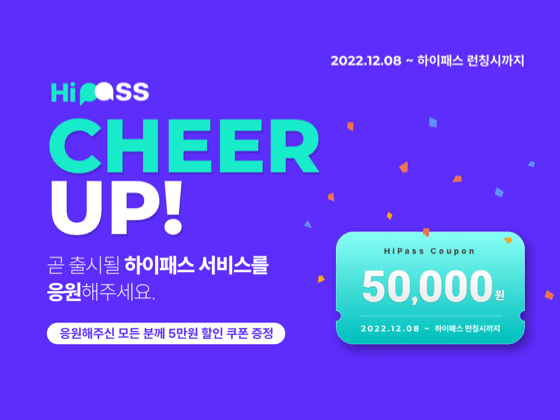 2022.12.08 ~ 하이패스 런칭시까지
Hi pass
CHEER
UP!
곧 출시될 하이패스 서비스를
응원해주세요.
응원해주신 모든 분께 5만원 할인 쿠폰 증정
HiPass Coupon
50,000원
2022.12.08 ~ 하이패스 런칭시까지